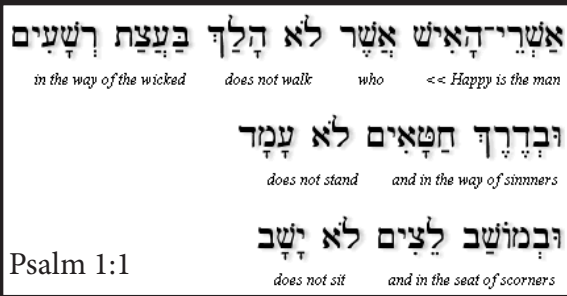 אַשְׁרֵי־הָאִישׁ אֲשֶׁר לֹא הָלַךְ בַּעֲצַת רְשָׁעִים
in the way of the wicked does not walk who << Happy is the man
וּבְדֶרֶךְ חַטָּאִים לֹא עָמָד
does not stand and in the way of sinnners
וּבְמוֹשַׁב לֵצִים לֹא יָשָׁב
Psalm 1:1 does not sit and in the seat of scorners